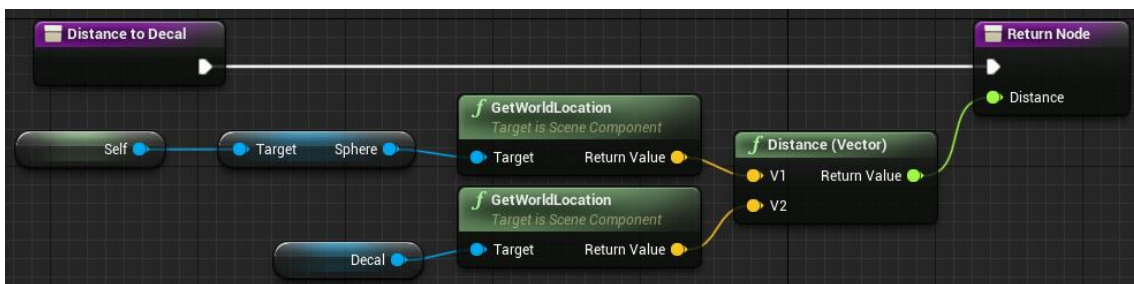 Distance to Decal
Return Node
Distance
f GetWorldLocation
Target is Scene Component
Self
Target Sphere
Target Return Value
f Distance (Vector)
V1 Return Value
V2
f GetWorldLocation
Target is Scene Component
Target Return Value
Decal